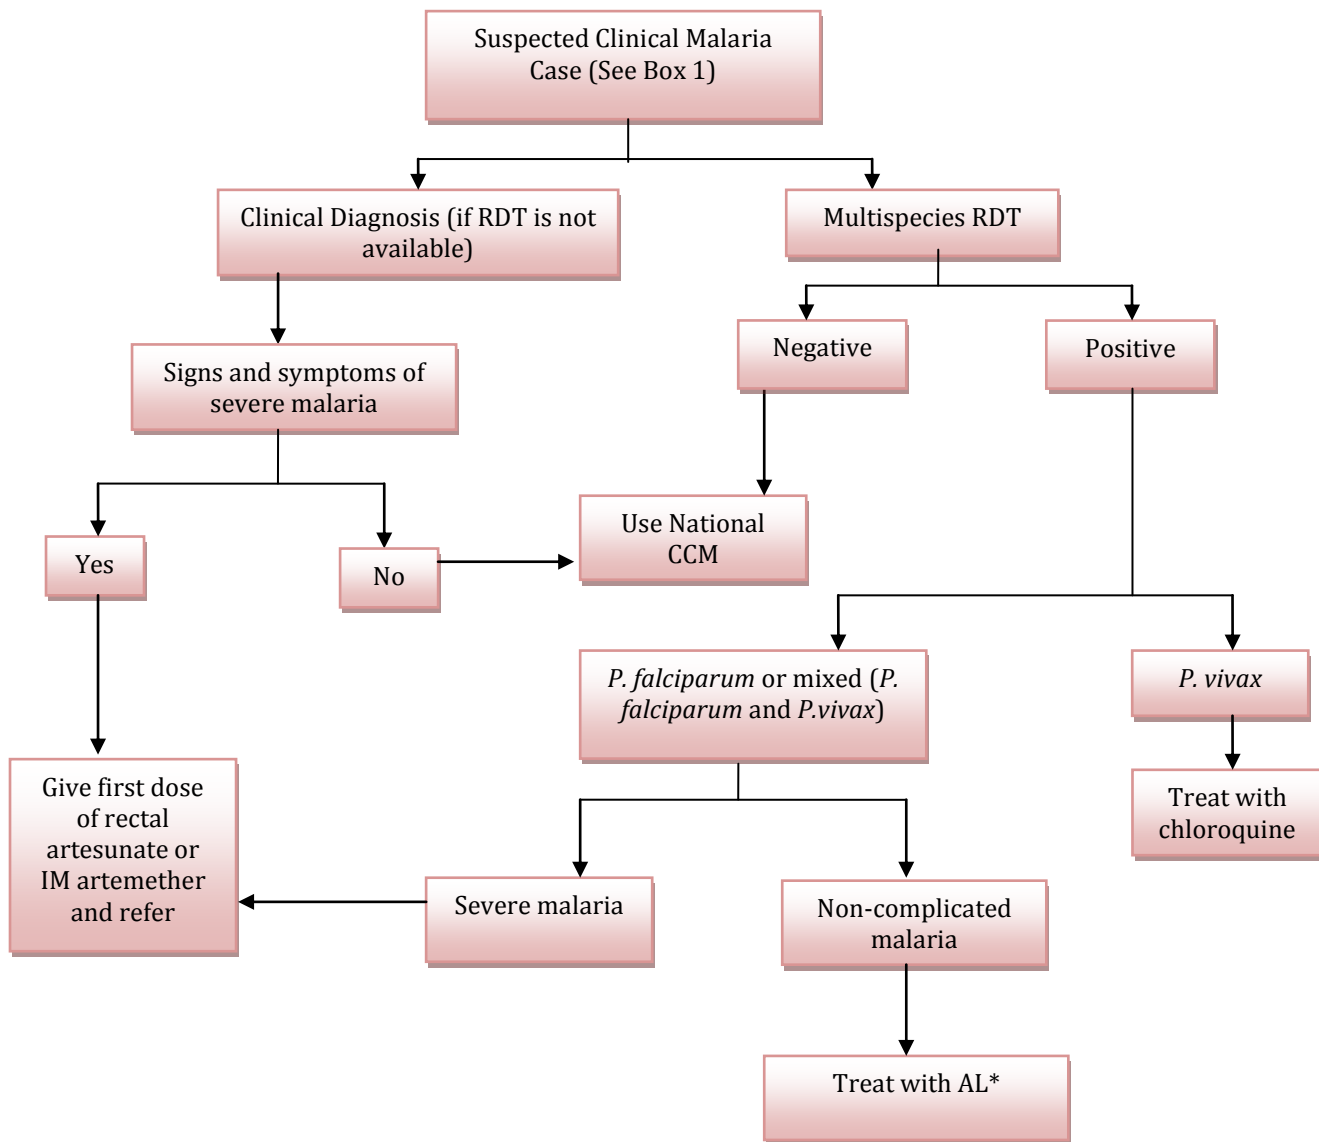 Suspected Clinical Malaria
Case (See Box 1)
Clinical Diagnosis (if RDT is not
available)
Multispecies RDT
Negative
Positive
Signs and symptoms of
severe malaria
Use National
CCM
Yes
No
P. falciparum or mixed (P.
falciparum and P.vivax)
P. vivax
Give first dose
of rectal
artesunate or
IM artemether
and refer
Treat with
chloroquine
Severe malaria
Non-complicated
malaria
Treat with AL*